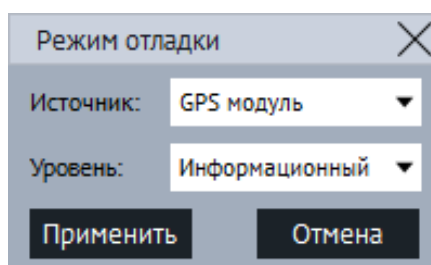 Режим отладки
Источник: GPS модуль
Уровень: Информационный
Применить Отмена